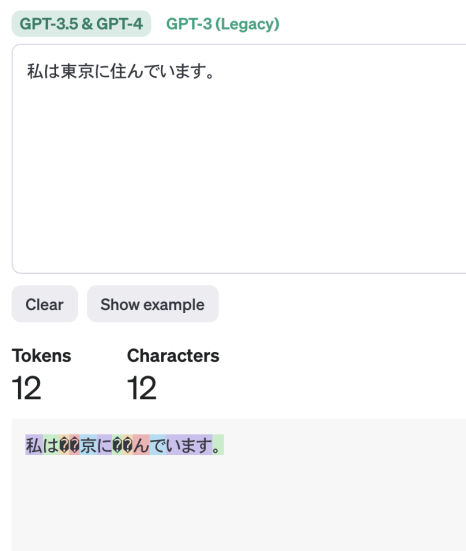 GPT-3.5 & GPT-4 GPT-3 (Legacy)
私は東京に住んでいます。
Clear Show example
Tokens Characters
12 12
私は��京に��んでいます。